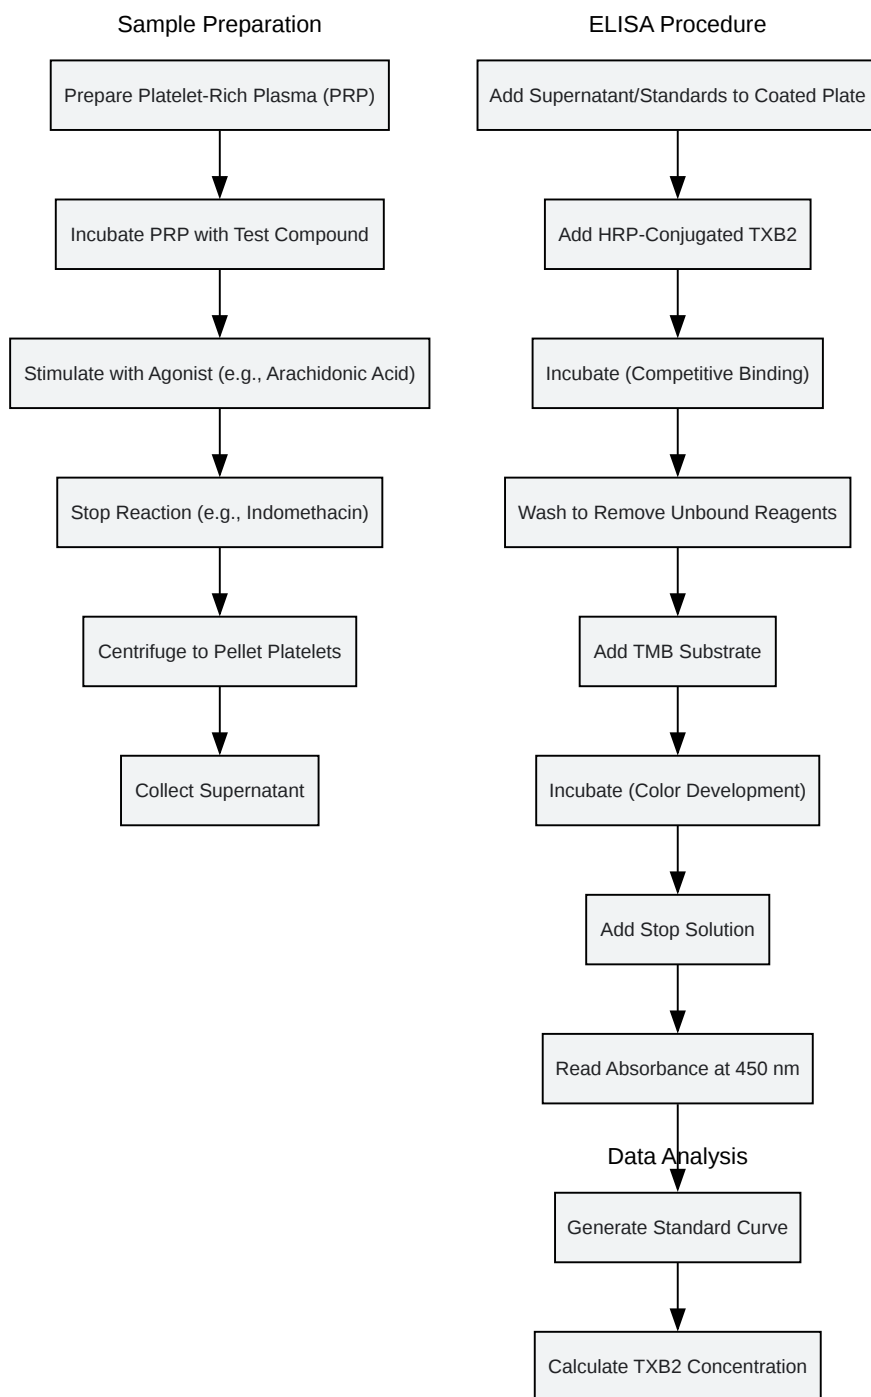 Sample Preparation
Prepare Platelet-Rich Plasma (PRP)
Incubate PRP with Test Compound
Stimulate with Agonist (e.g., Arachidonic Acid)
Stop Reaction (e.g., Indomethacin)
Centrifuge to Pellet Platelets
Collect Supernatant
ELISA Procedure
Add Supernatant/Standards to Coated Plate
Add HRP-Conjugated TXB2
Incubate (Competitive Binding)
Wash to Remove Unbound Reagents
Add TMB Substrate
Incubate (Color Development)
Add Stop Solution
Read Absorbance at 450 nm
Data Analysis
Generate Standard Curve
Calculate TXB2 Concentration